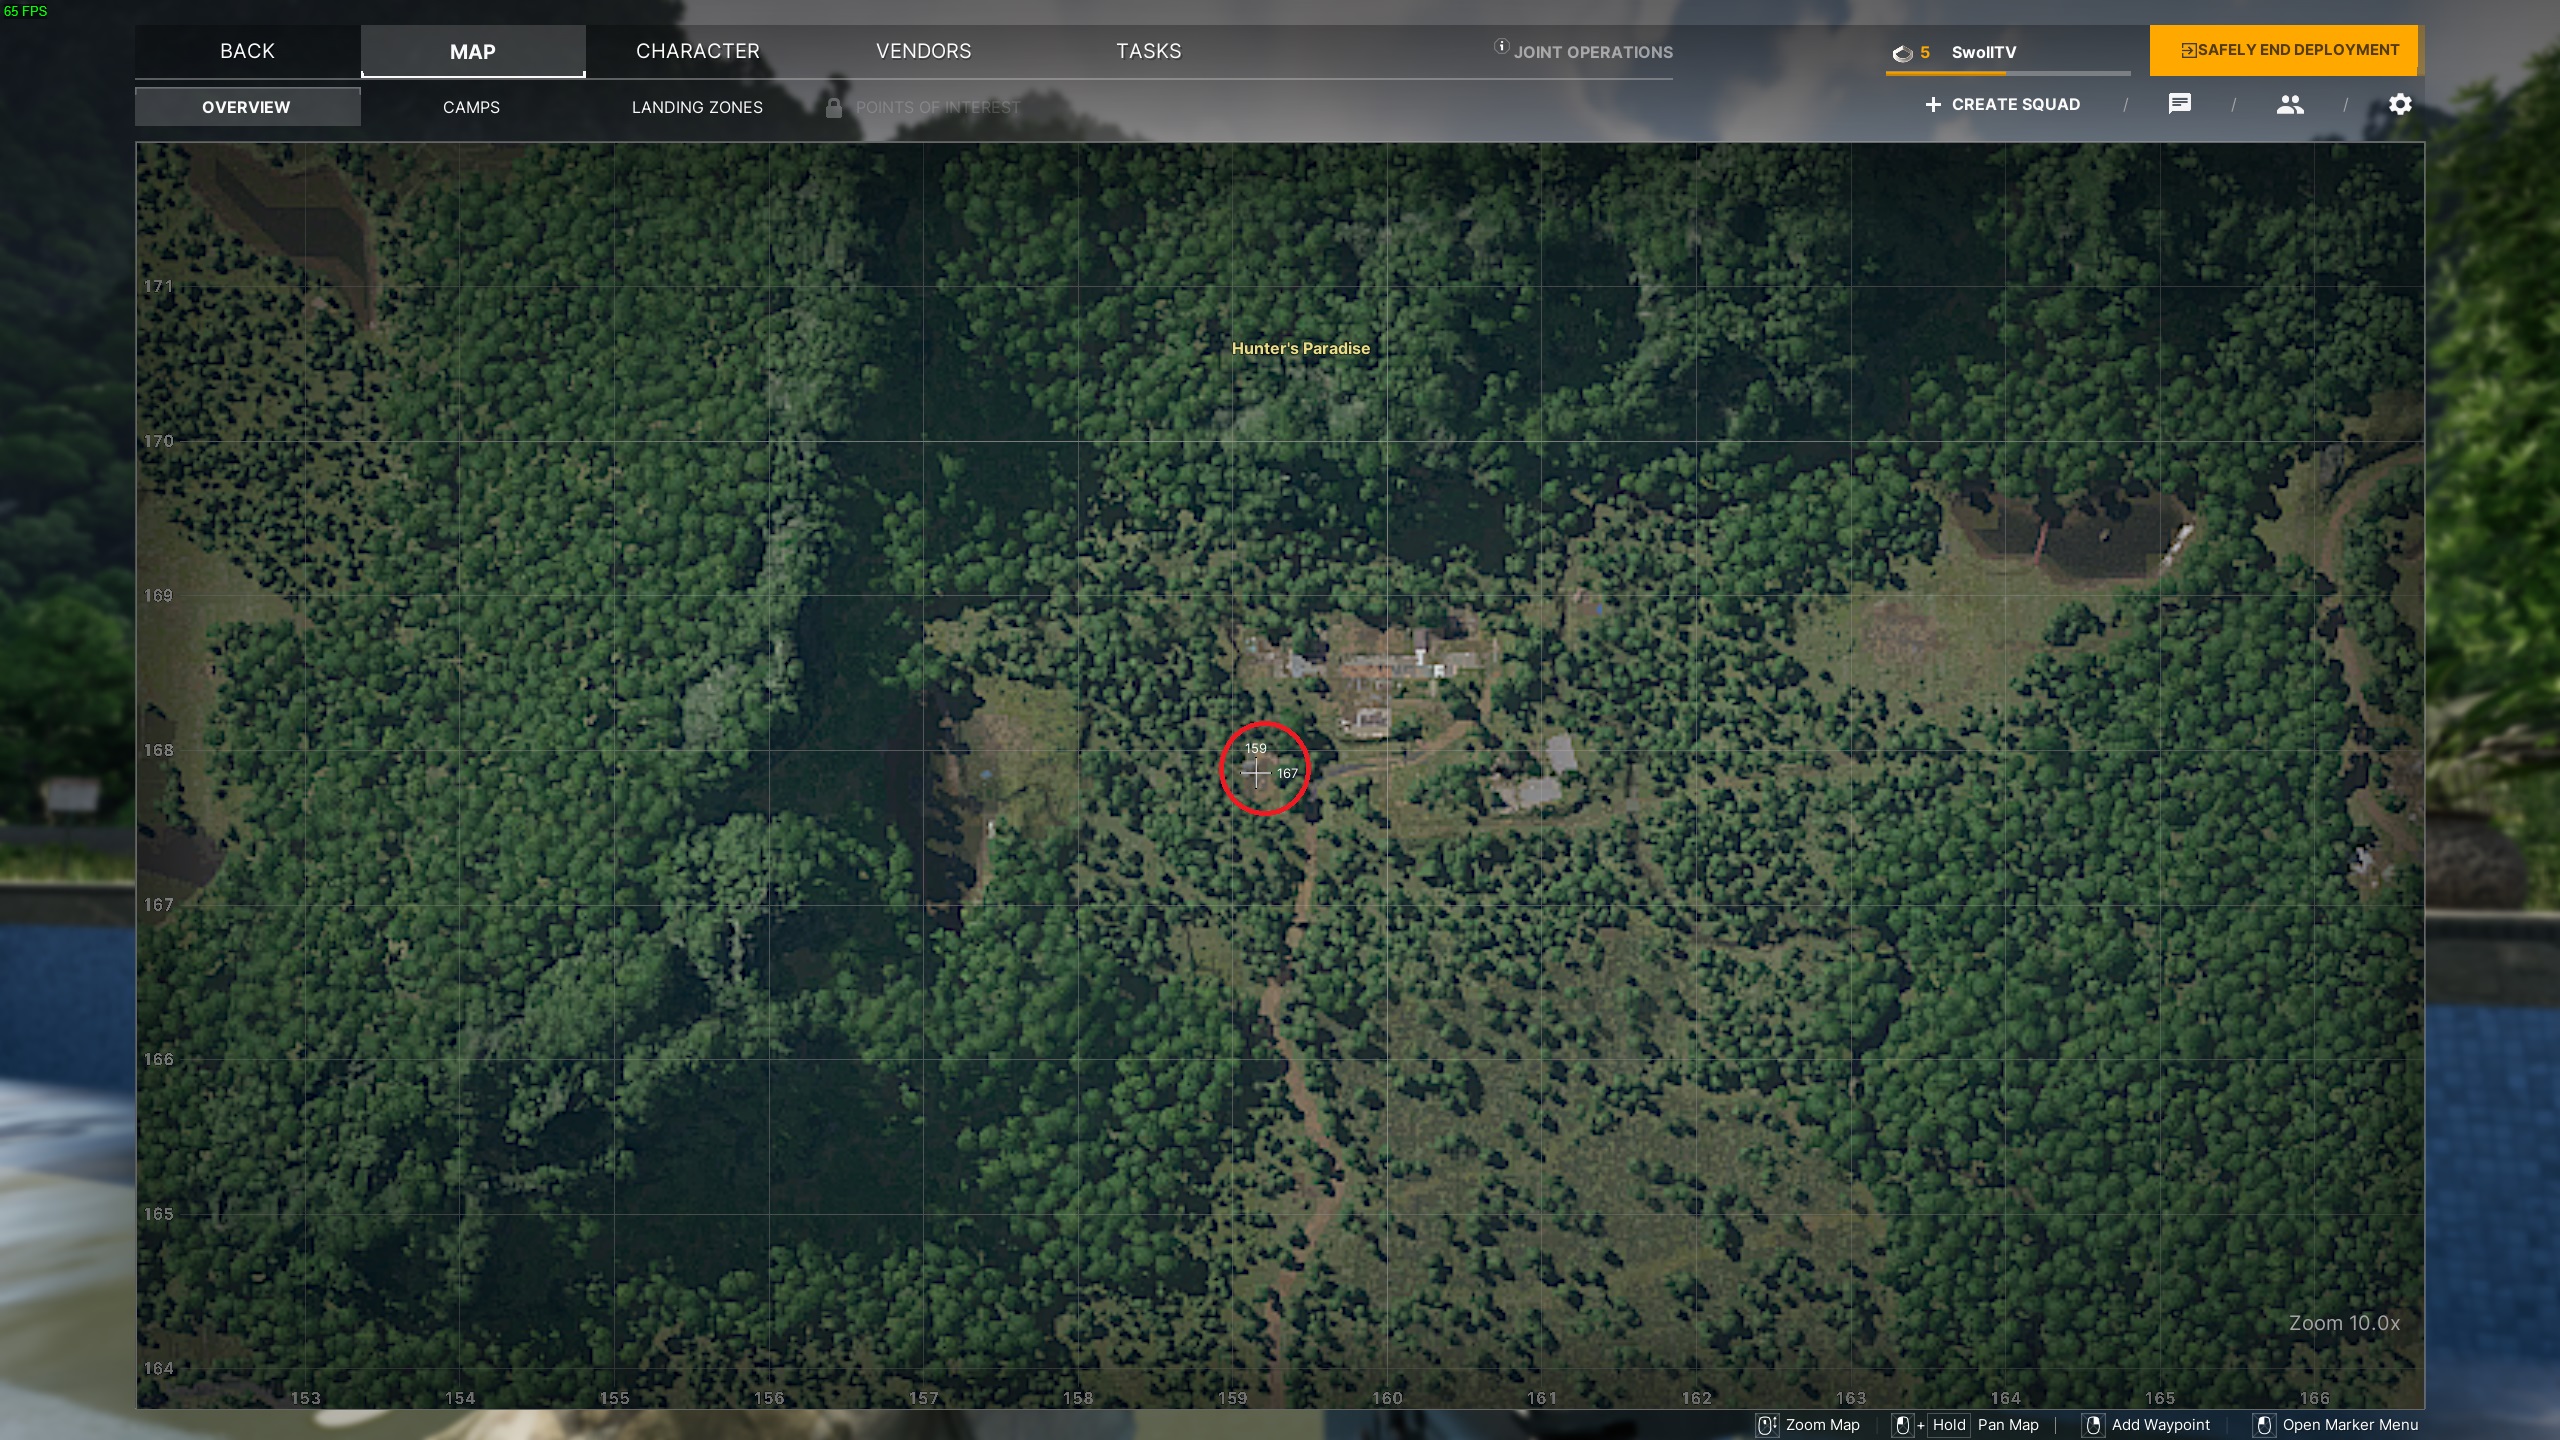 65 FPS
BACK MAP CHARACTER VENDORS TASKS JOINT OPERATIONS 5 SwollTV SAFELY END DEPLOYMENT
OVERVIEW CAMPS LANDING ZONES POINTS OF INTEREST + CREATE SQUAD / / /
171
Hunter's Paradise
170
169
168
159
167
167
166
165
Zoom 10.0x
164
153 154 155 156 157 158 159 160 161 162 163 164 165 166
Zoom Map + Hold Pan Map Add Waypoint Open Marker Menu